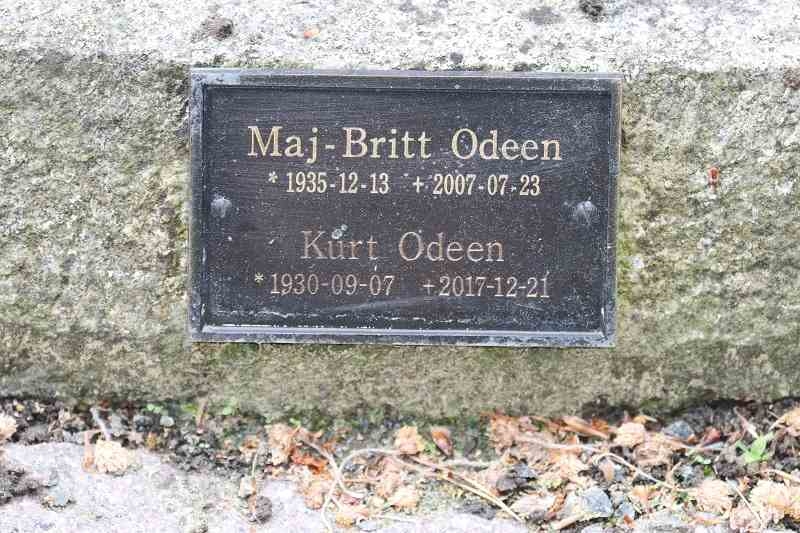 Maj-Britt Odeen
* 1935-12-13 + 2007-07-23
Kurt Odeen
* 1930-09-07 +2017-12-21